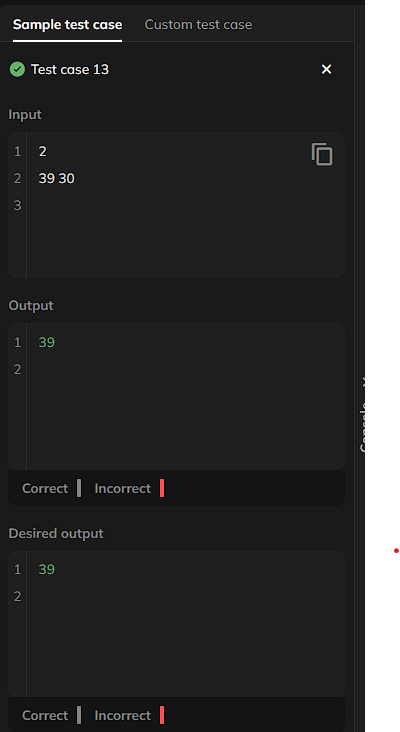 Sample test case Custom test case
Test case 13
Input
1 2
2 39 30
3
Output
1 39
2
Correct Incorrect
Desired output
1 39
2
Correct Incorrect